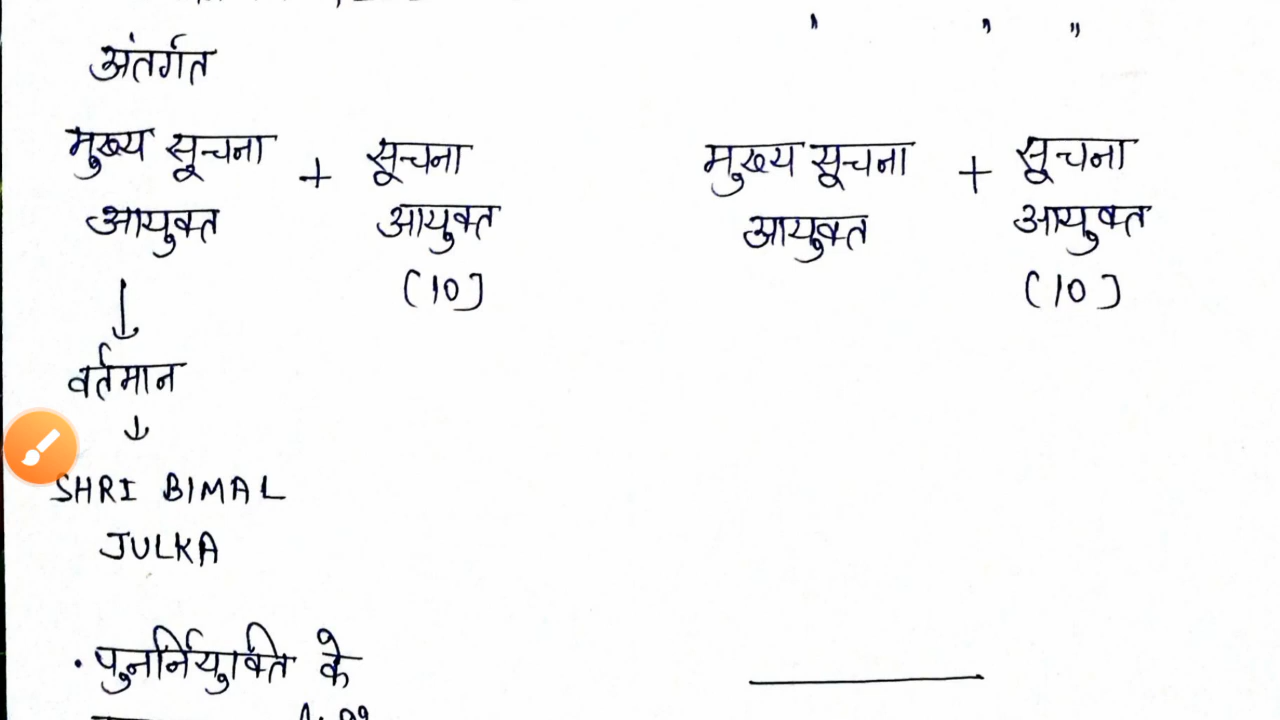 अंतर्गत
" " "
मुख्य सूचना + सूचना
आयुक्त आयुक्त
(10]
मुख्य सूचना + सूचना
आयुक्त आयुक्त
(10]
↓
वर्तमान
↓
SHRI BIMAL
JULKA
• पुनर्नियुक्ति के